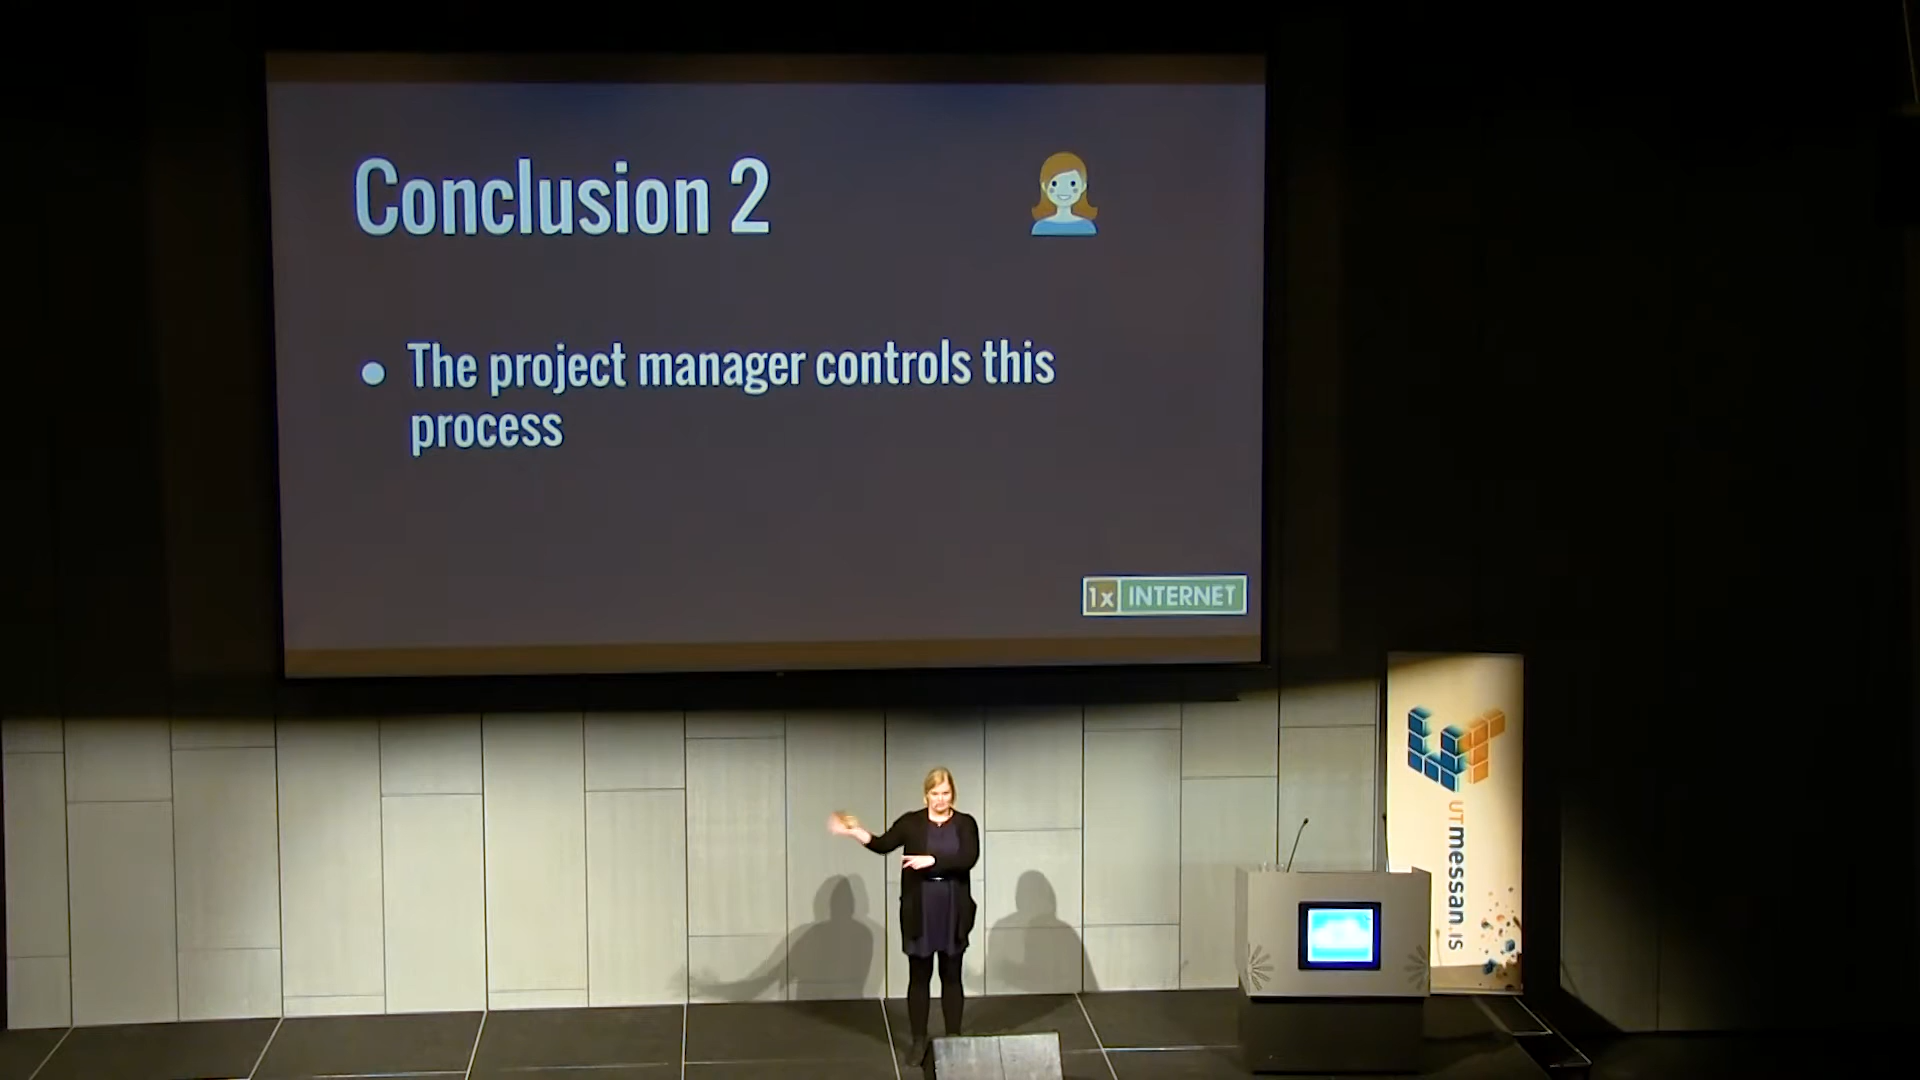 Conclusion 2
• The project manager controls this
process
1x INTERNET
UTmessan.IS